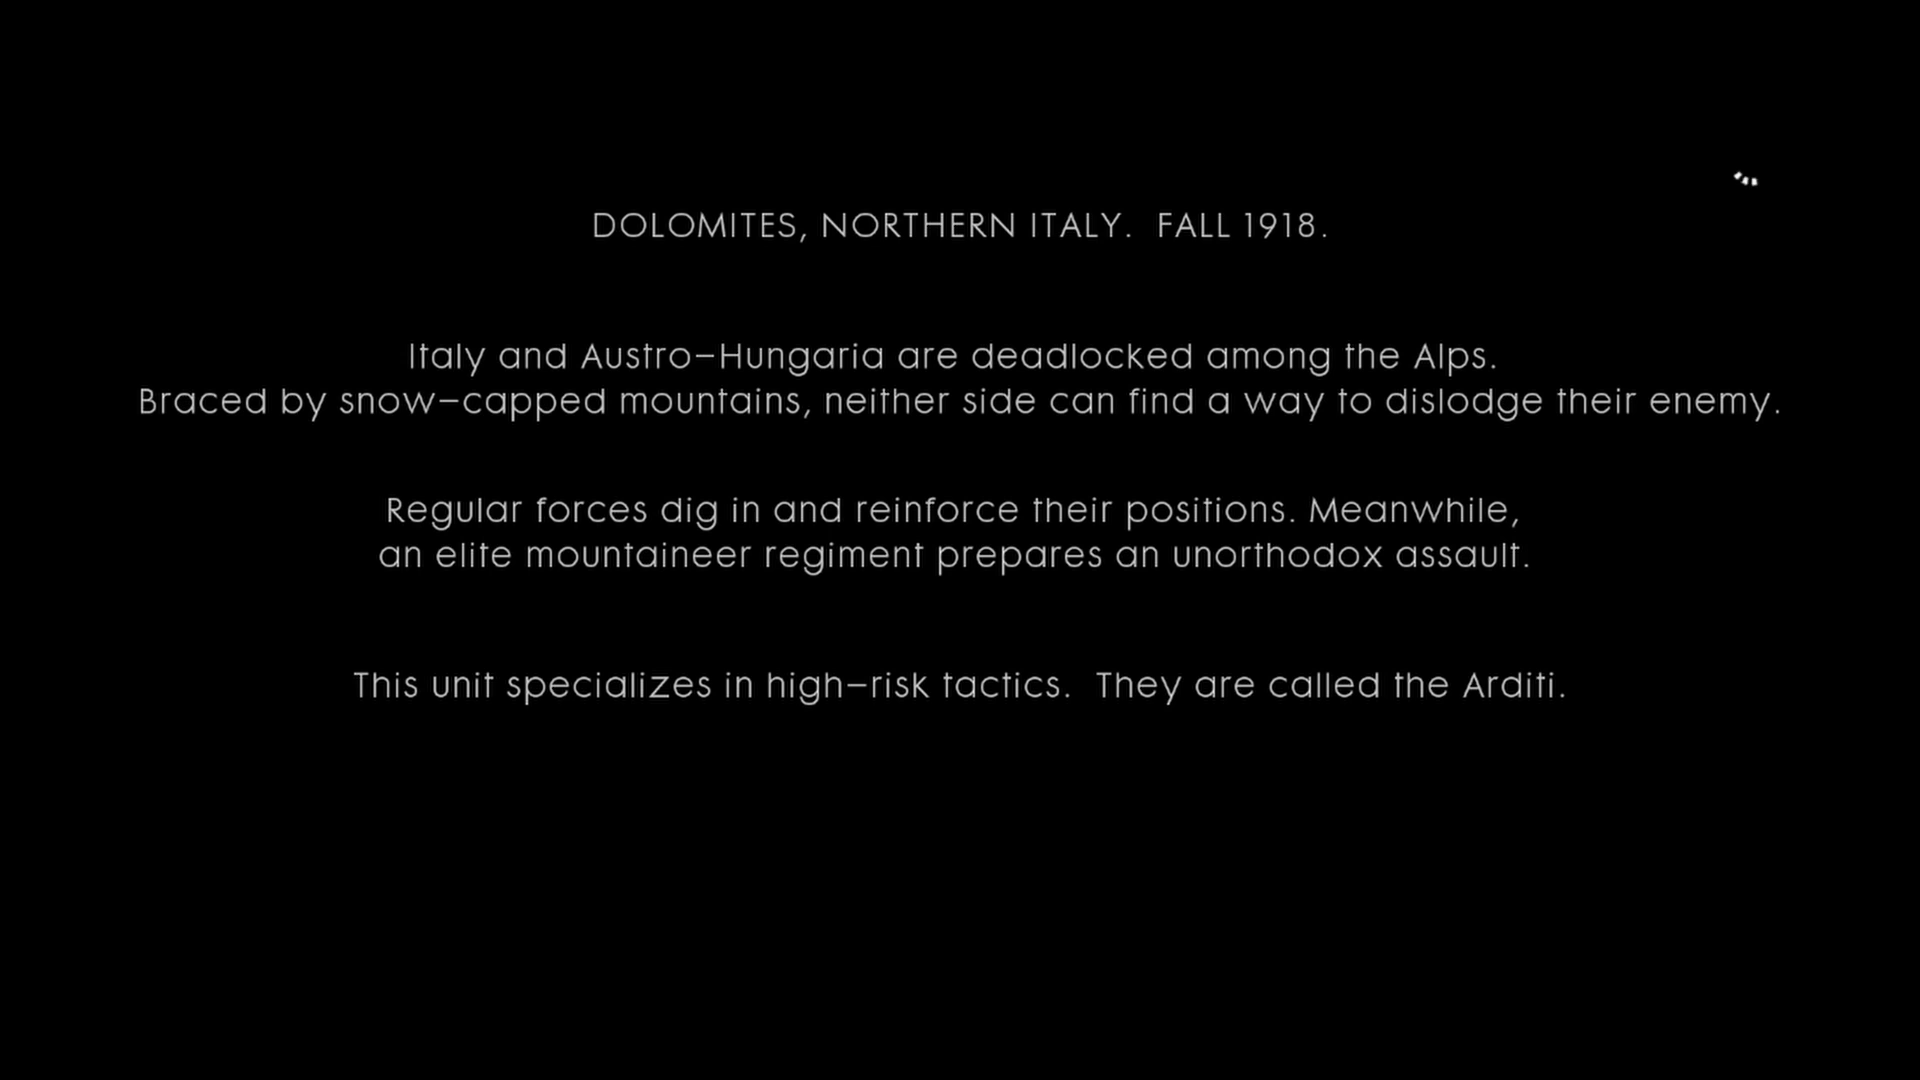 DOLOMITES, NORTHERN ITALY. FALL 1918.
Italy and Austro-Hungaria are deadlocked among the Alps.
Braced by snow-capped mountains, neither side can find a way to dislodge their enemy.
Regular forces dig in and reinforce their positions. Meanwhile,
an elite mountaineer regiment prepares an unorthodox assault.
This unit specializes in high-risk tactics. They are called the Arditi.